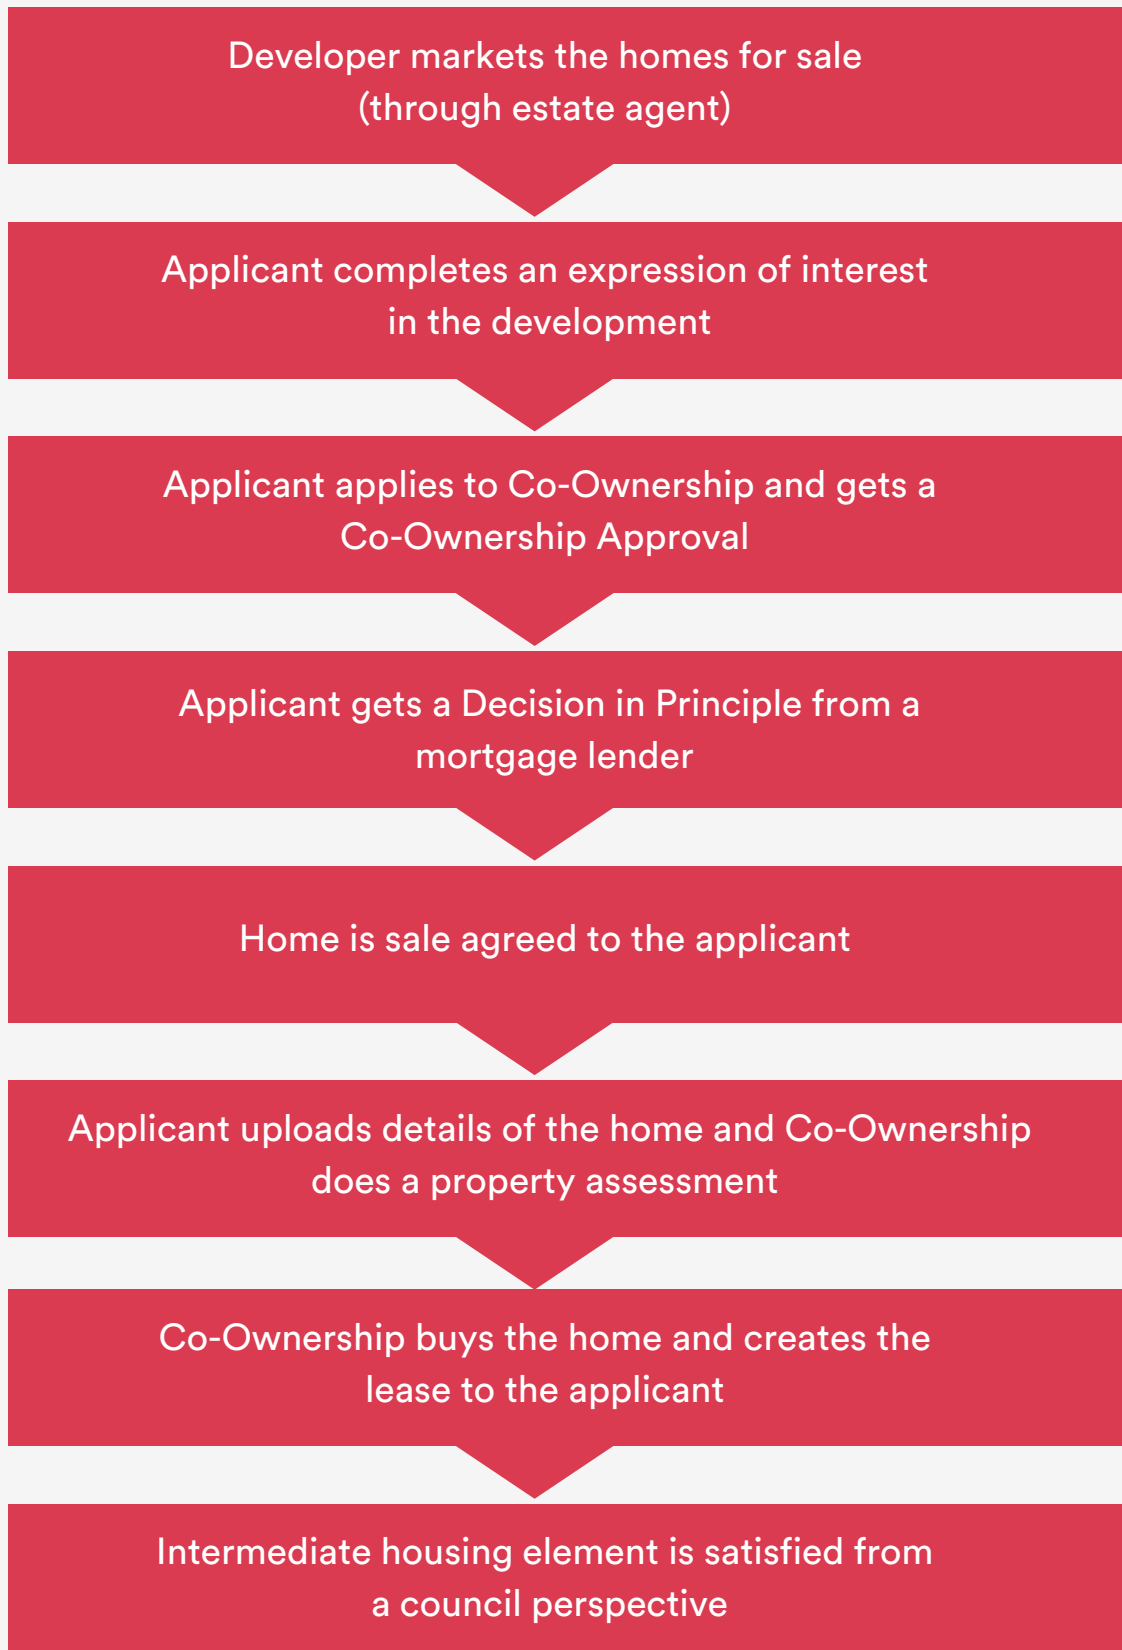 Developer markets the homes for sale
(through estate agent)
Applicant completes an expression of interest
in the development
Applicant applies to Co-Ownership and gets a
Co-Ownership Approval
Applicant gets a Decision in Principle from a
mortgage lender
Home is sale agreed to the applicant
Applicant uploads details of the home and Co-Ownership
does a property assessment
Co-Ownership buys the home and creates the
lease to the applicant
Intermediate housing element is satisfied from
a council perspective